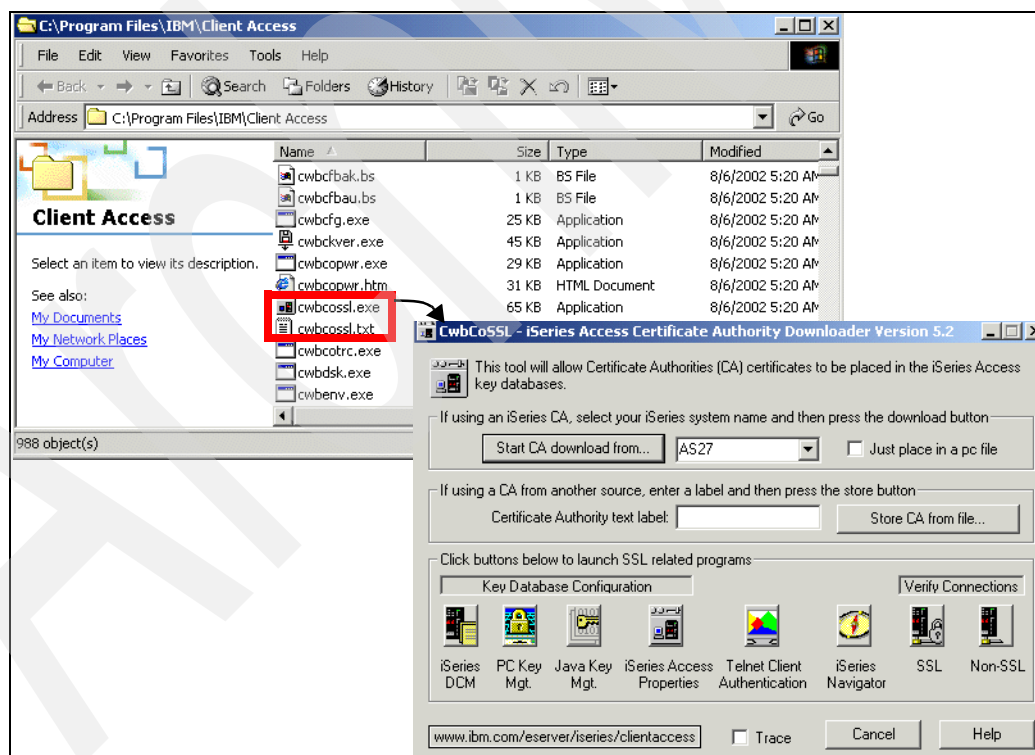 C:\Program Files\IBM\Client Access
File Edit View Favorites Tools Help
Back Search Folders History
Address C:\Program Files\IBM\Client Access Go
Name Size Type Modified
cwbcfbak.bs 1 KB BS File 8/6/2002 5:20 AM
cwbcfbau.bs 1 KB BS File 8/6/2002 5:20 AM
cwbcfg.exe 25 KB Application 8/6/2002 5:20 AM
cwbckver.exe 45 KB Application 8/6/2002 5:20 AM
cwbcopwr.exe 29 KB Application 8/6/2002 5:20 AM
cwbcopwr.htm 31 KB HTML Document 8/6/2002 5:20 AM
cwbcossl.exe 65 KB Application 8/6/2002 5:20 AM
cwbcossl.txt
cwbcotrc.exe
cwbdsk.exe
cwbenv.exe
Client Access
Select an item to view its description.
See also:
My Documents
My Network Places
My Computer
988 object(s)
CwbCoSSL - iSeries Access Certificate Authority Downloader Version 5.2
This tool will allow Certificate Authorities (CA) certificates to be placed in the iSeries Access
key databases.
If using an iSeries CA, select your iSeries system name and then press the download button
Start CA download from... AS27 Just place in a pc file
If using a CA from another source, enter a label and then press the store button
Certificate Authority text label: Store CA from file...
Click buttons below to launch SSL related programs
Key Database Configuration Verify Connections
iSeries DCM
PC Key Mgt.
Java Key Mgt.
iSeries Access Properties
Telnet Client Authentication
iSeries Navigator
SSL
Non-SSL
www.ibm.com/eserver/iseries/clientaccess Trace Cancel Help